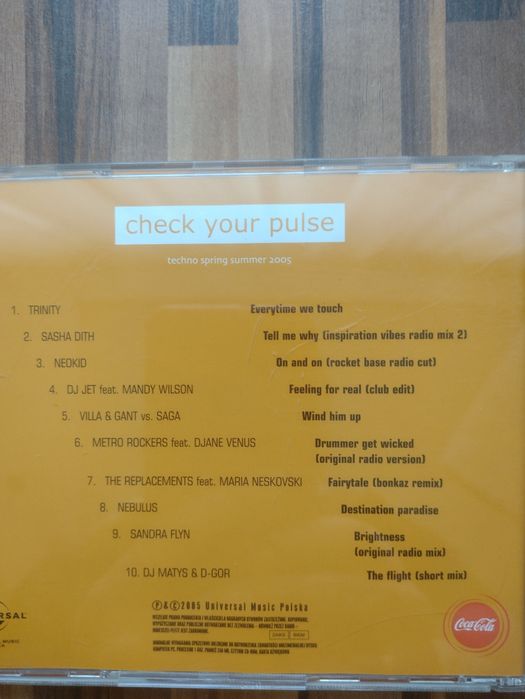 check your pulse
techno spring summer 2005
1. TRINITY Everytime we touch
2. SASHA DITH Tell me why (inspiration vibes radio mix 2)
3. NEOKID On and on (rocket base radio cut)
4. DJ JET feat. MANDY WILSON Feeling for real (club edit)
5. VILLA & GANT vs. SAGA Wind him up
6. METRO ROCKERS feat. DJANE VENUS Drummer get wicked
(original radio version)
7. THE REPLACEMENTS feat. MARIA NESKOVSKI Fairytale (bonkaz remix)
8. NEBULUS Destination paradise
9. SANDRA FLYN Brightness
(original radio mix)
10. DJ MATYS & D-GOR The flight (short mix)
Ⓟ&Ⓒ2005 Universal Music Polska
Coca-Cola